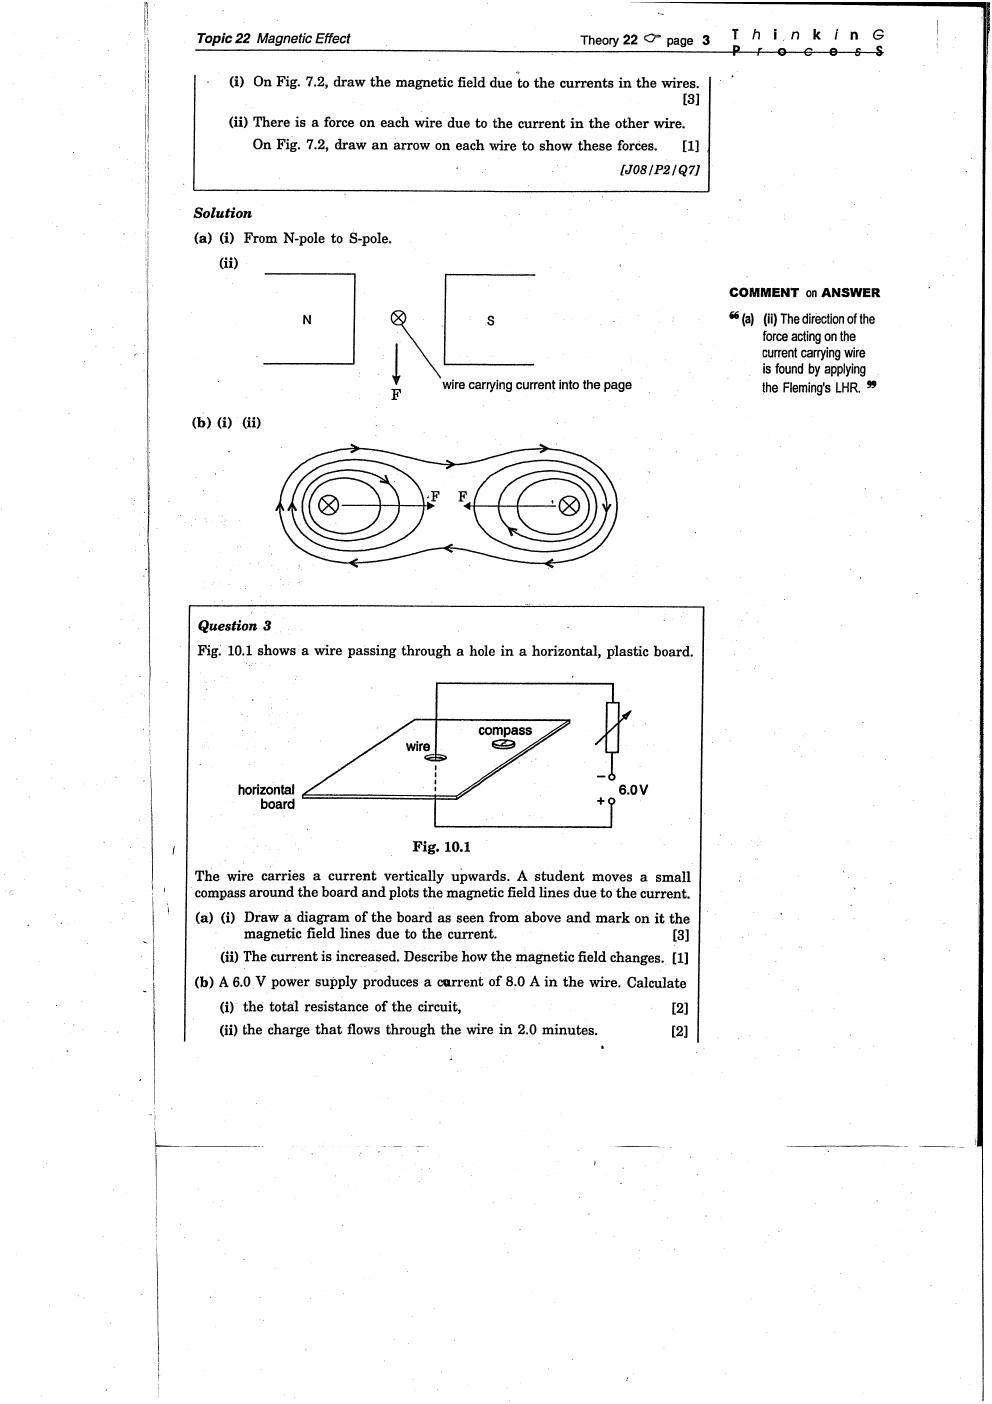 Topic 22 Magnetic Effect
Theory 22 ☞ page 3
T h i n k i n G
P r o c e s S
(i) On Fig. 7.2, draw the magnetic field due to the currents in the wires.
[3]
(ii) There is a force on each wire due to the current in the other wire.
On Fig. 7.2, draw an arrow on each wire to show these forces. [1]
[J08/P2/Q7]
Solution
(a) (i) From N-pole to S-pole.
(ii)
N
S
F
wire carrying current into the page
COMMENT on ANSWER
“ (a) (ii) The direction of the
force acting on the
current carrying wire
is found by applying
the Fleming's LHR. ”
(b) (i) (ii)
F F
Question 3
Fig. 10.1 shows a wire passing through a hole in a horizontal, plastic board.
compass
wire
horizontal
board
–
6.0 V
+
Fig. 10.1
The wire carries a current vertically upwards. A student moves a small
compass around the board and plots the magnetic field lines due to the current.
(a) (i) Draw a diagram of the board as seen from above and mark on it the
magnetic field lines due to the current. [3]
(ii) The current is increased. Describe how the magnetic field changes. [1]
(b) A 6.0 V power supply produces a current of 8.0 A in the wire. Calculate
(i) the total resistance of the circuit, [2]
(ii) the charge that flows through the wire in 2.0 minutes. [2]